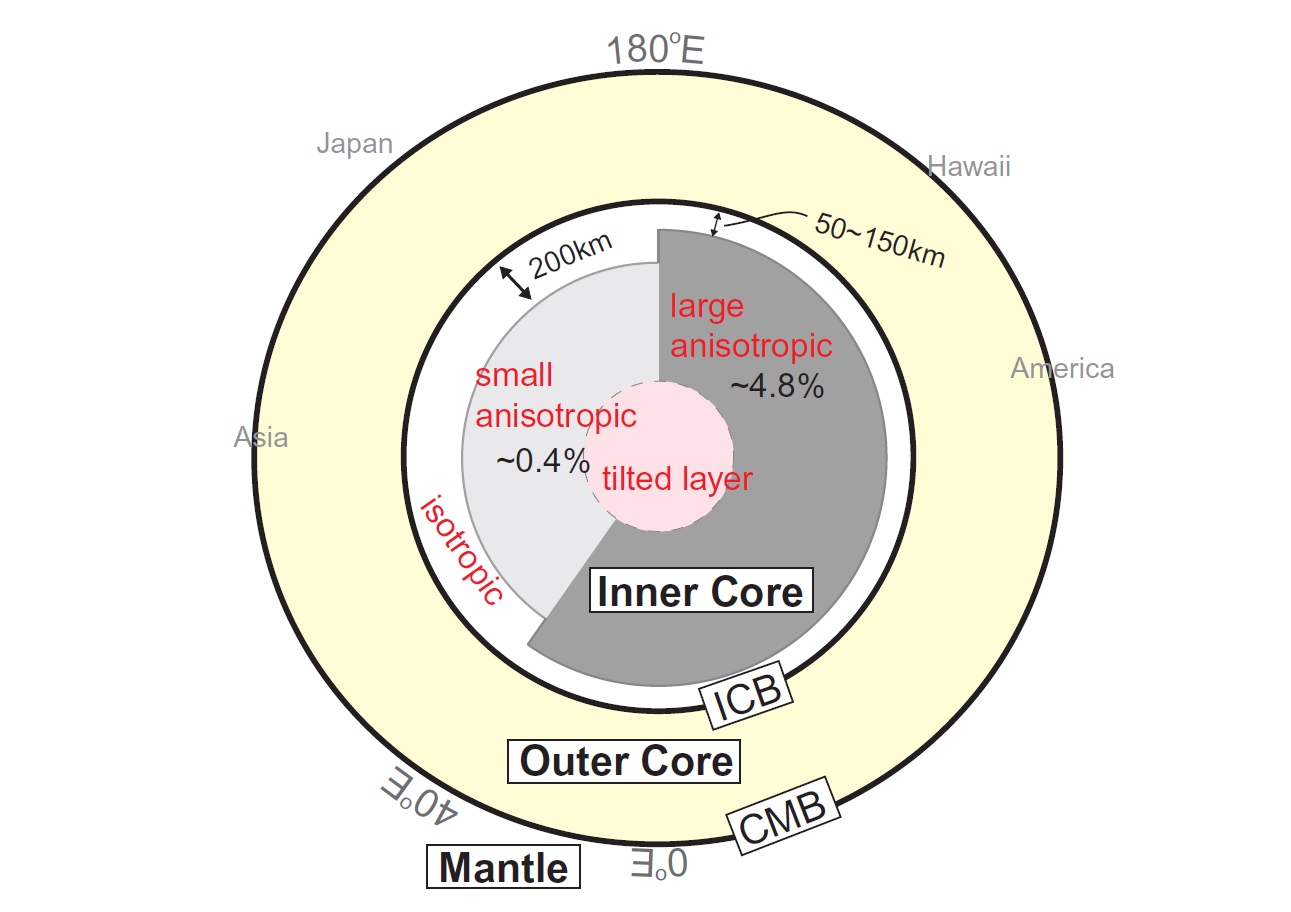 180°E
Japan
Hawaii
50~150km
200km
large
anisotropic
~4.8%
America
small
anisotropic
~0.4%
Asia
tilted layer
isotropic
Inner Core
ICB
Outer Core
40°E
CMB
0°E
Mantle